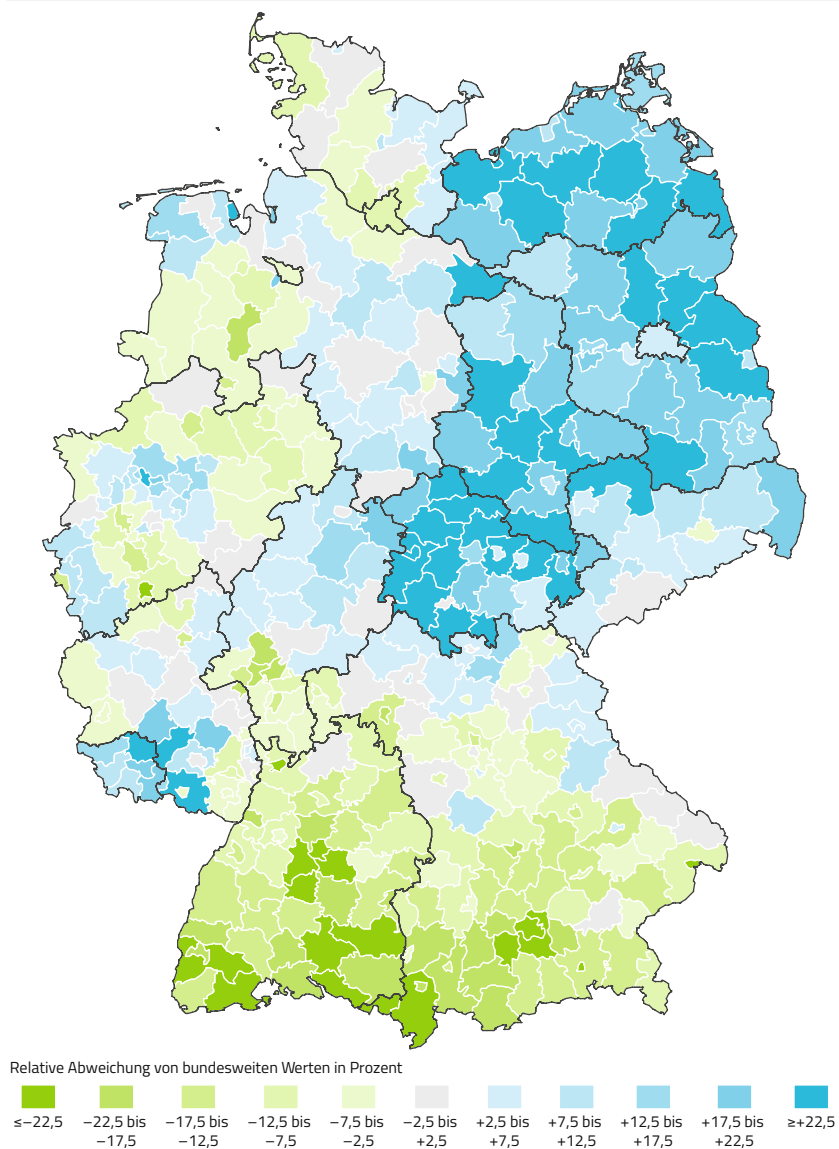 Relative Abweichung von bundesweiten Werten in Prozent
≤−22,5
−22,5 bis
−17,5
−17,5 bis
−12,5
−12,5 bis
−7,5
−7,5 bis
−2,5
−2,5 bis
+2,5
+2,5 bis
+7,5
+7,5 bis
+12,5
+12,5 bis
+17,5
+17,5 bis
+22,5
≥+22,5